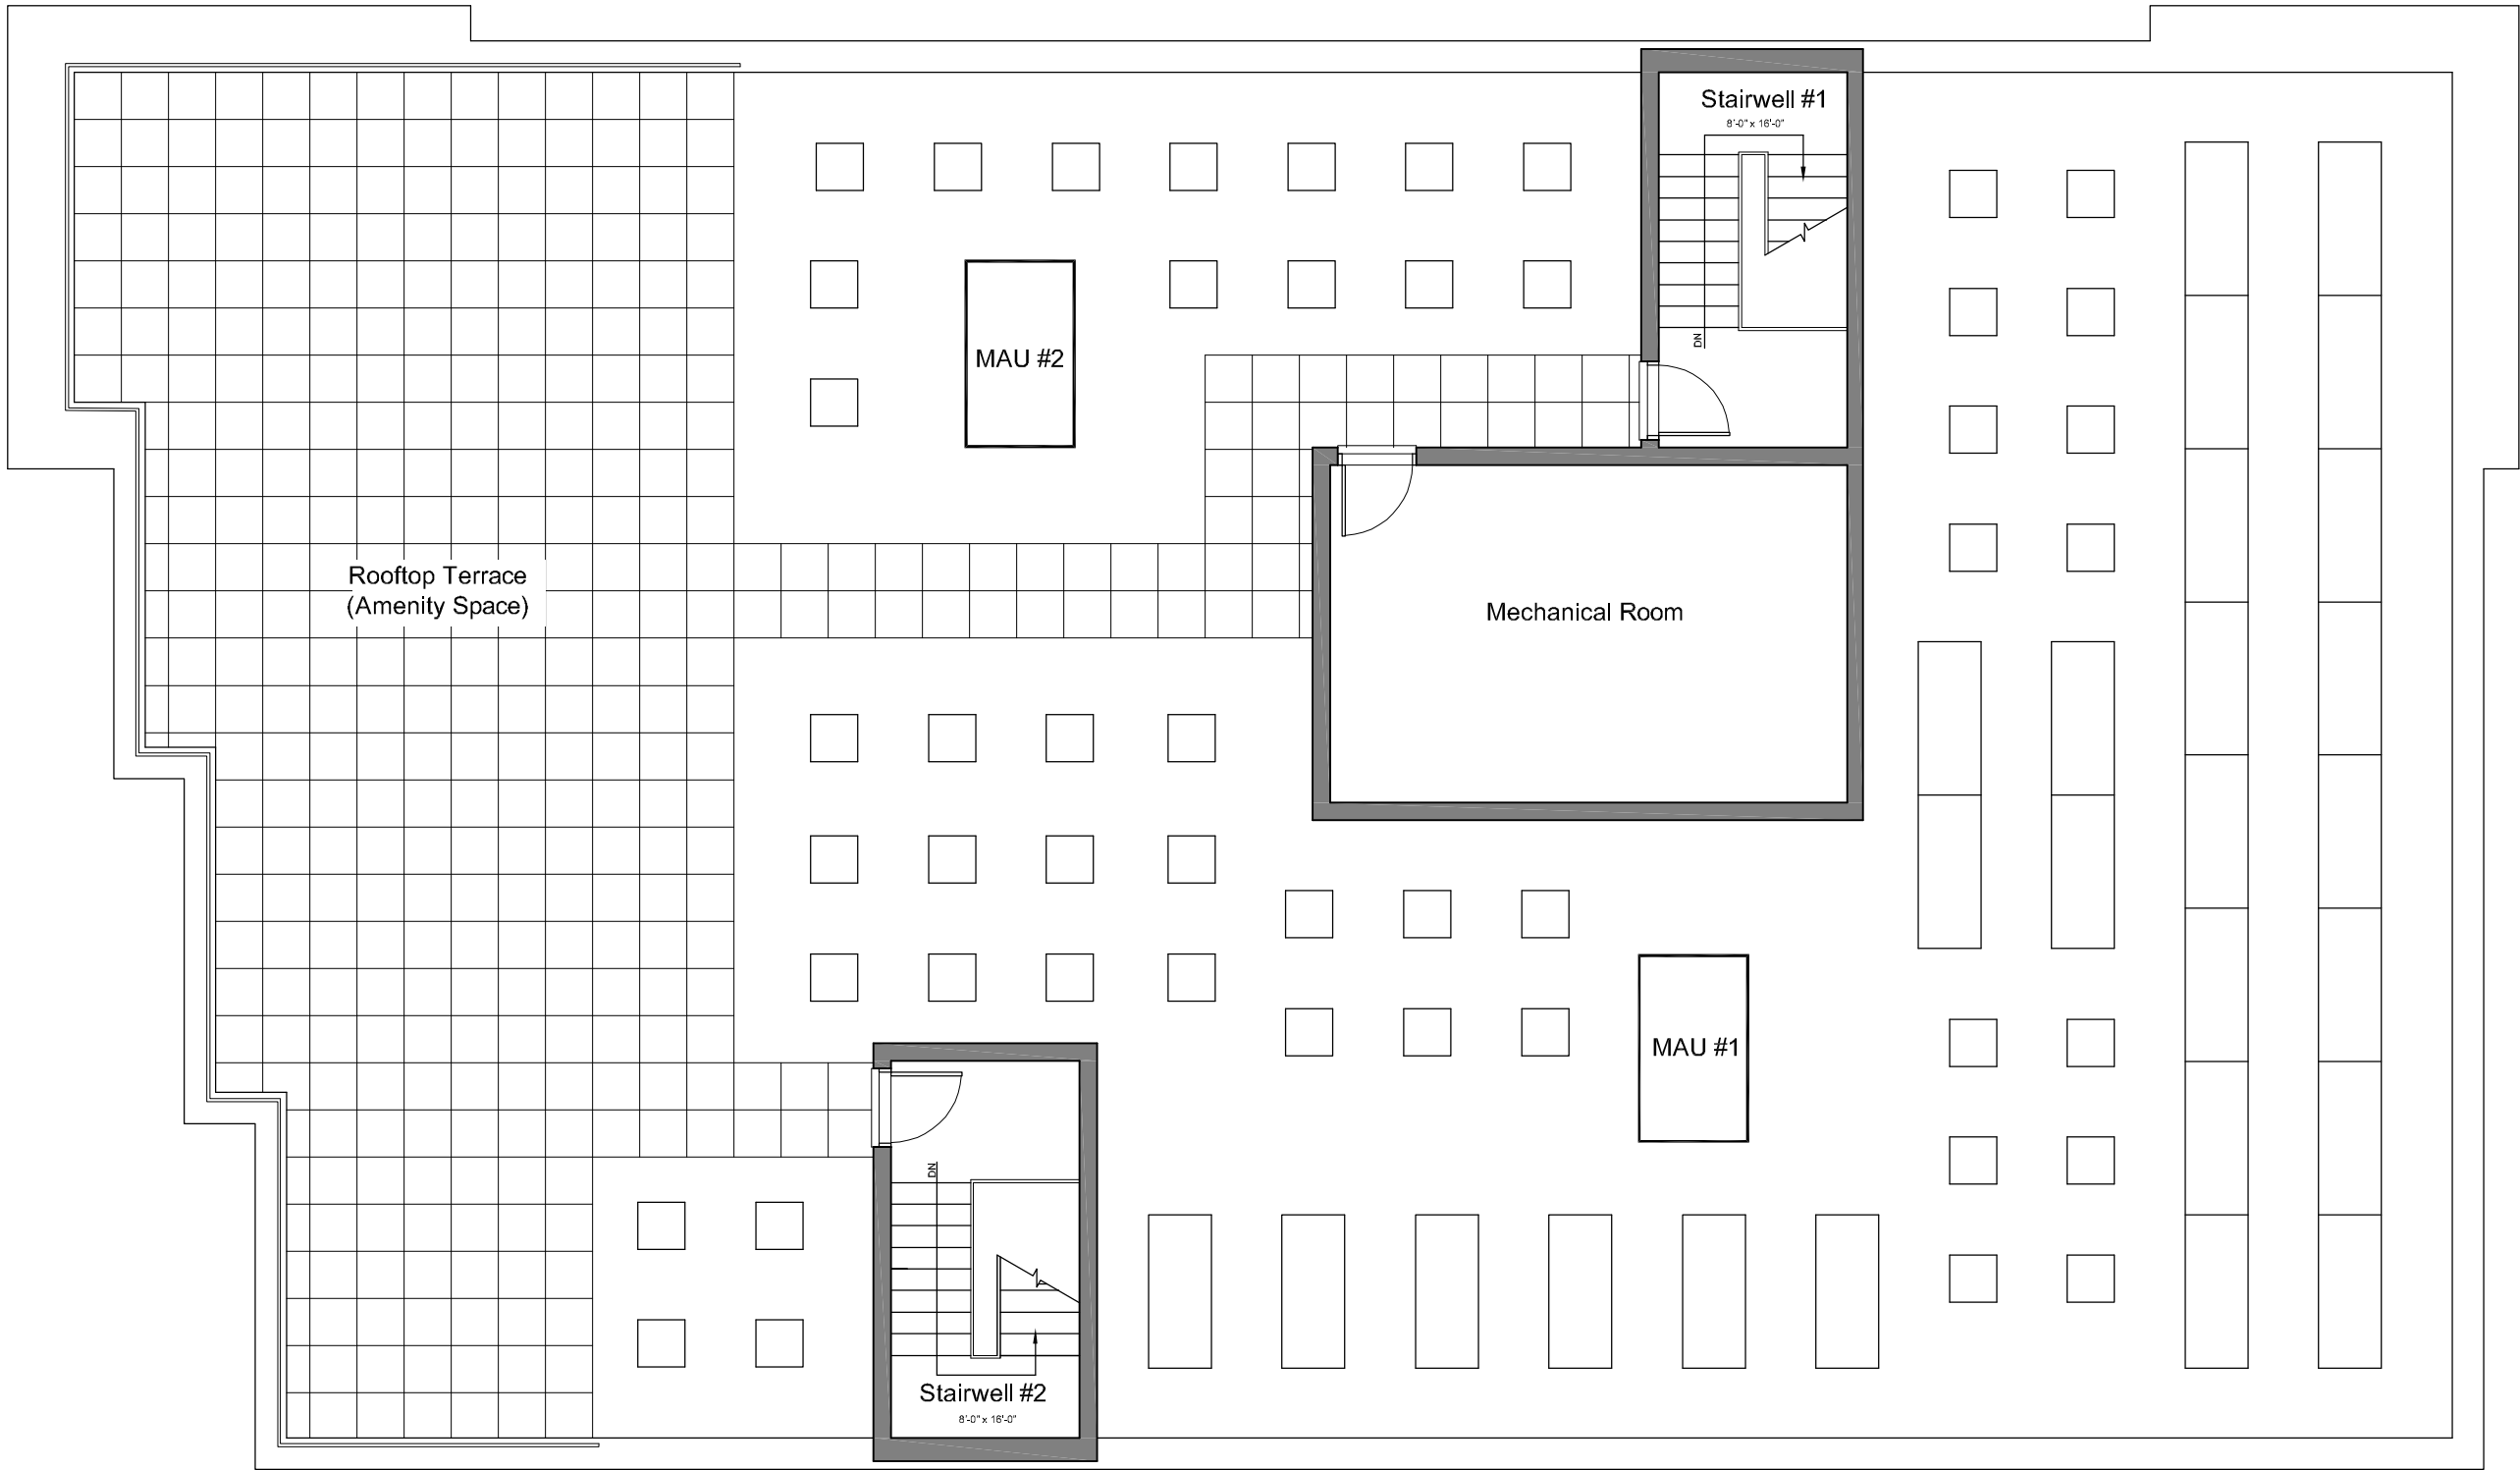 Stairwell #1
8'-0" x 16'-0"
DN
MAU #2
Rooftop Terrace
(Amenity Space)
Mechanical Room
MAU #1
DN
Stairwell #2
8'-0" x 16'-0"